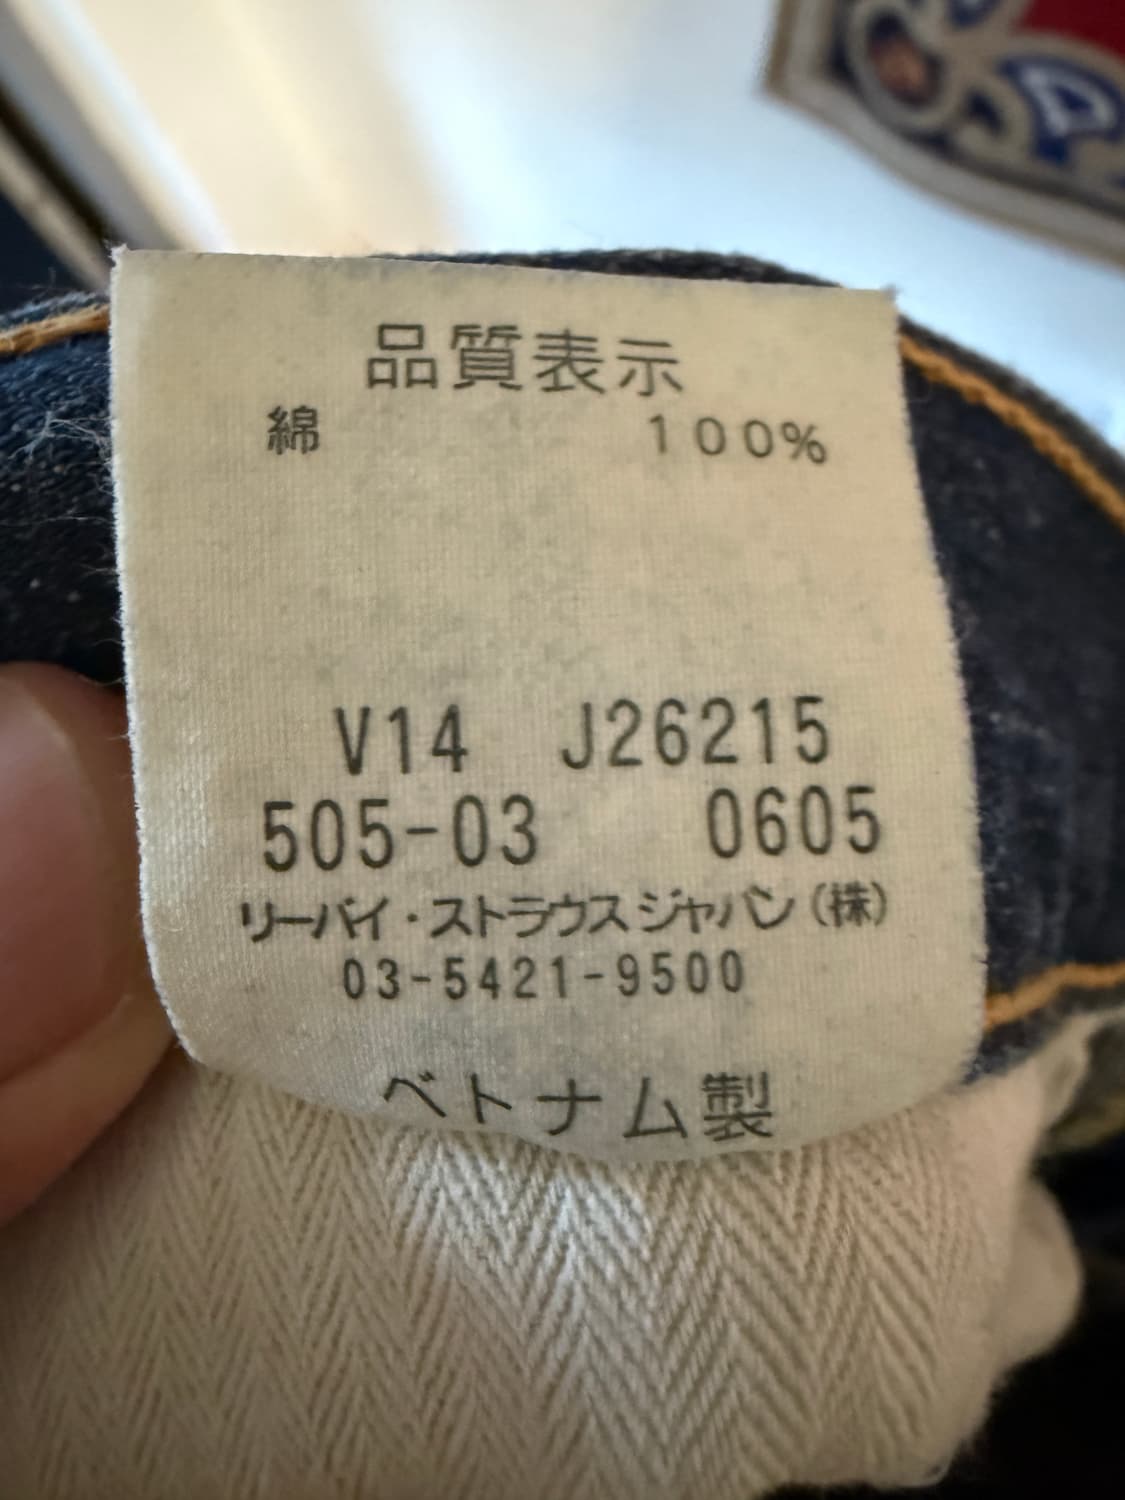 品質表示
綿 100%
V14 J26215
505-03 0605
リーバイ・ストラウスジャパン(株)
03-5421-9500
ベトナム製